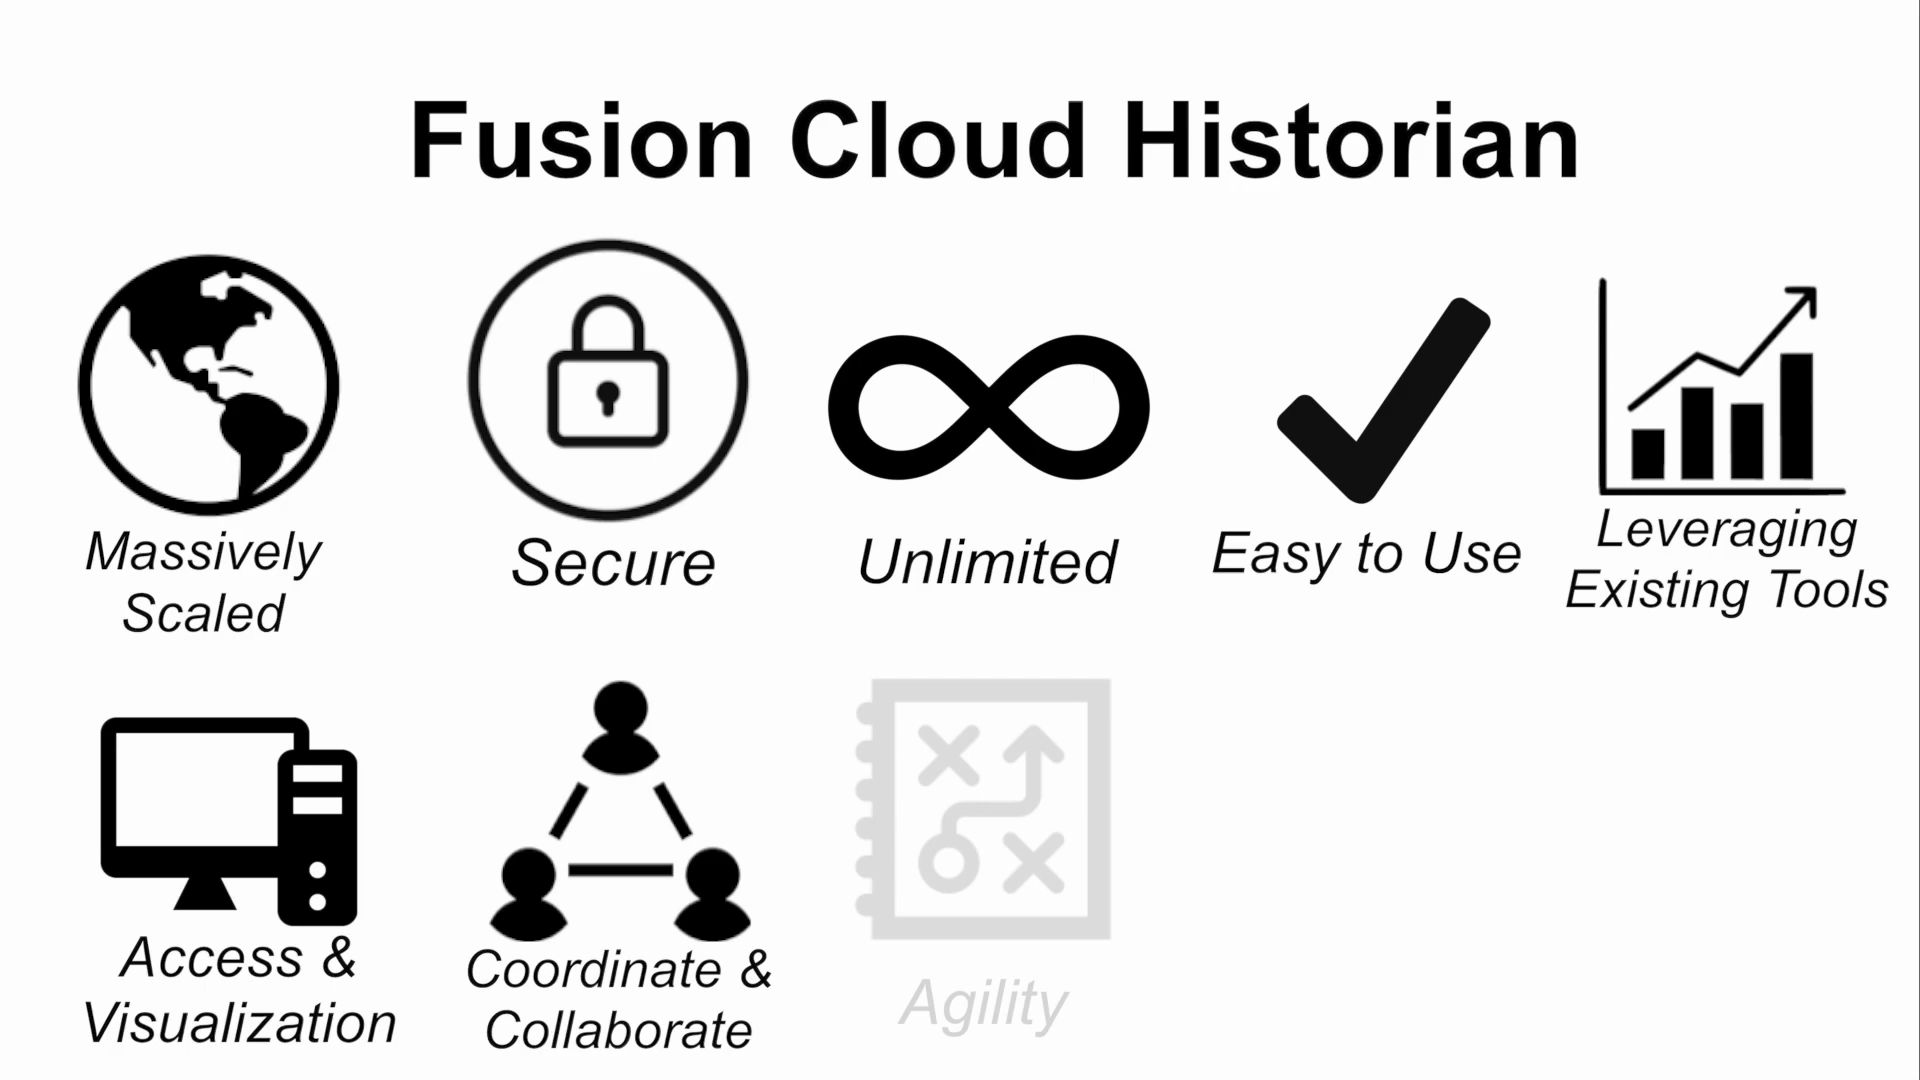 Fusion Cloud Historian
Massively
Scaled
Secure
Unlimited
Easy to Use
Leveraging
Existing Tools
Access &
Visualization
Coordinate &
Collaborate
Agility